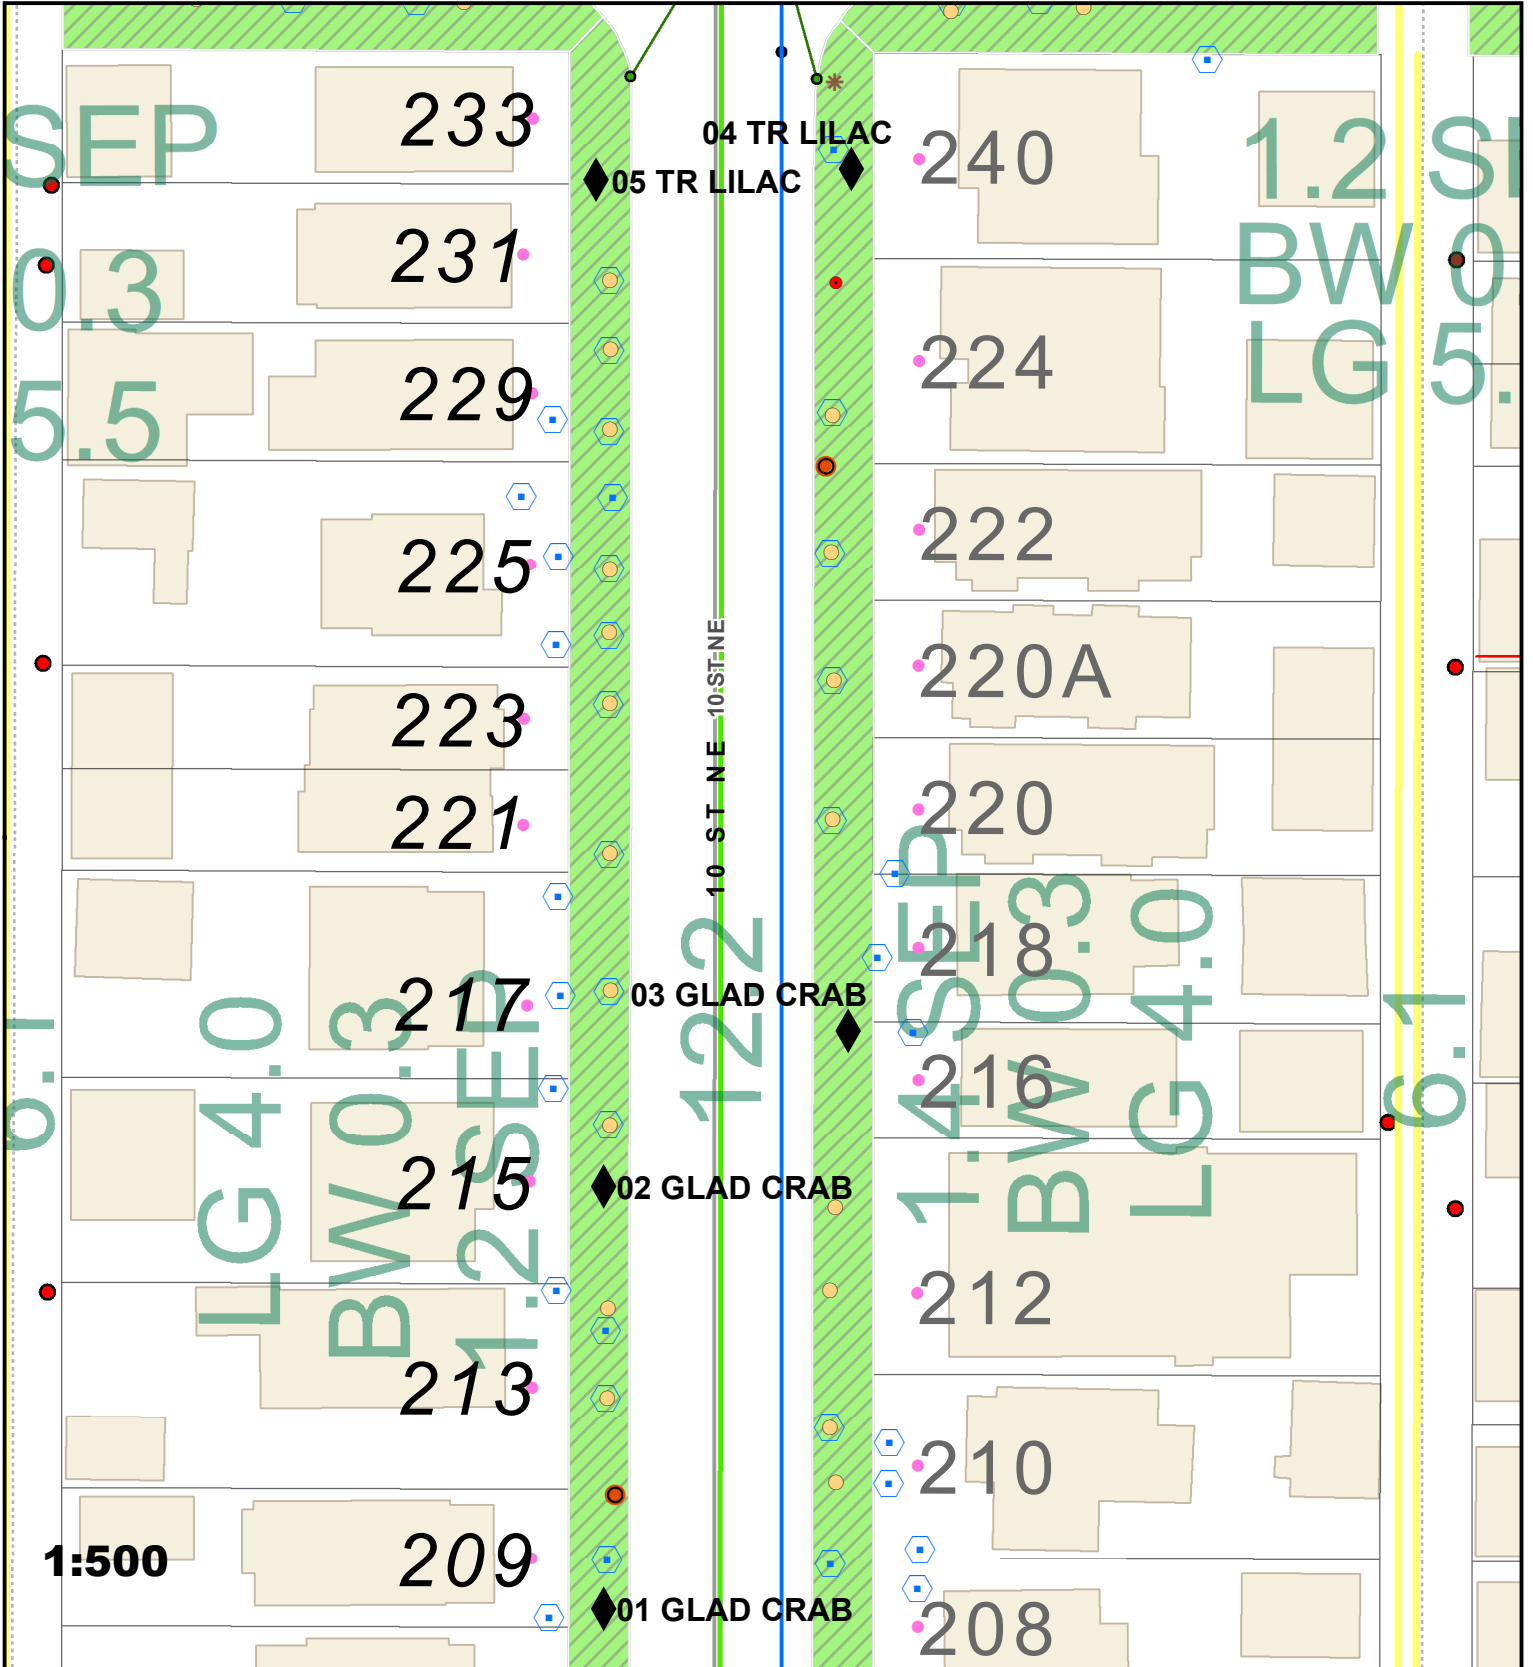 233
04 TR LILAC
240
SEP
1.2 SE
05 TR LILAC
231
BW 0
0.3
224
LG 5.
229
5.5
222
225
10 ST NE
220A
223
10 ST NE
220
221
218
217
03 GLAD CRAB
122
1.4 SEP
BW 0.3
LG 4.0
6.1
6.1
LG 4.0
BW 0.3
1.2 SEP
216
215
02 GLAD CRAB
212
213
210
1:500
209
01 GLAD CRAB
208